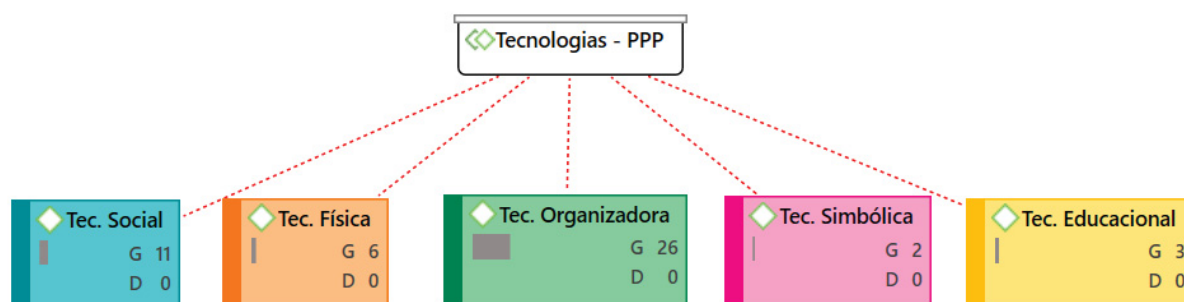 Tecnologias - PPP
Tec. Social
G 11
D 0
Tec. Física
G 6
D 0
Tec. Organizadora
G 26
D 0
Tec. Simbólica
G 2
D 0
Tec. Educacional
G 3
D 0